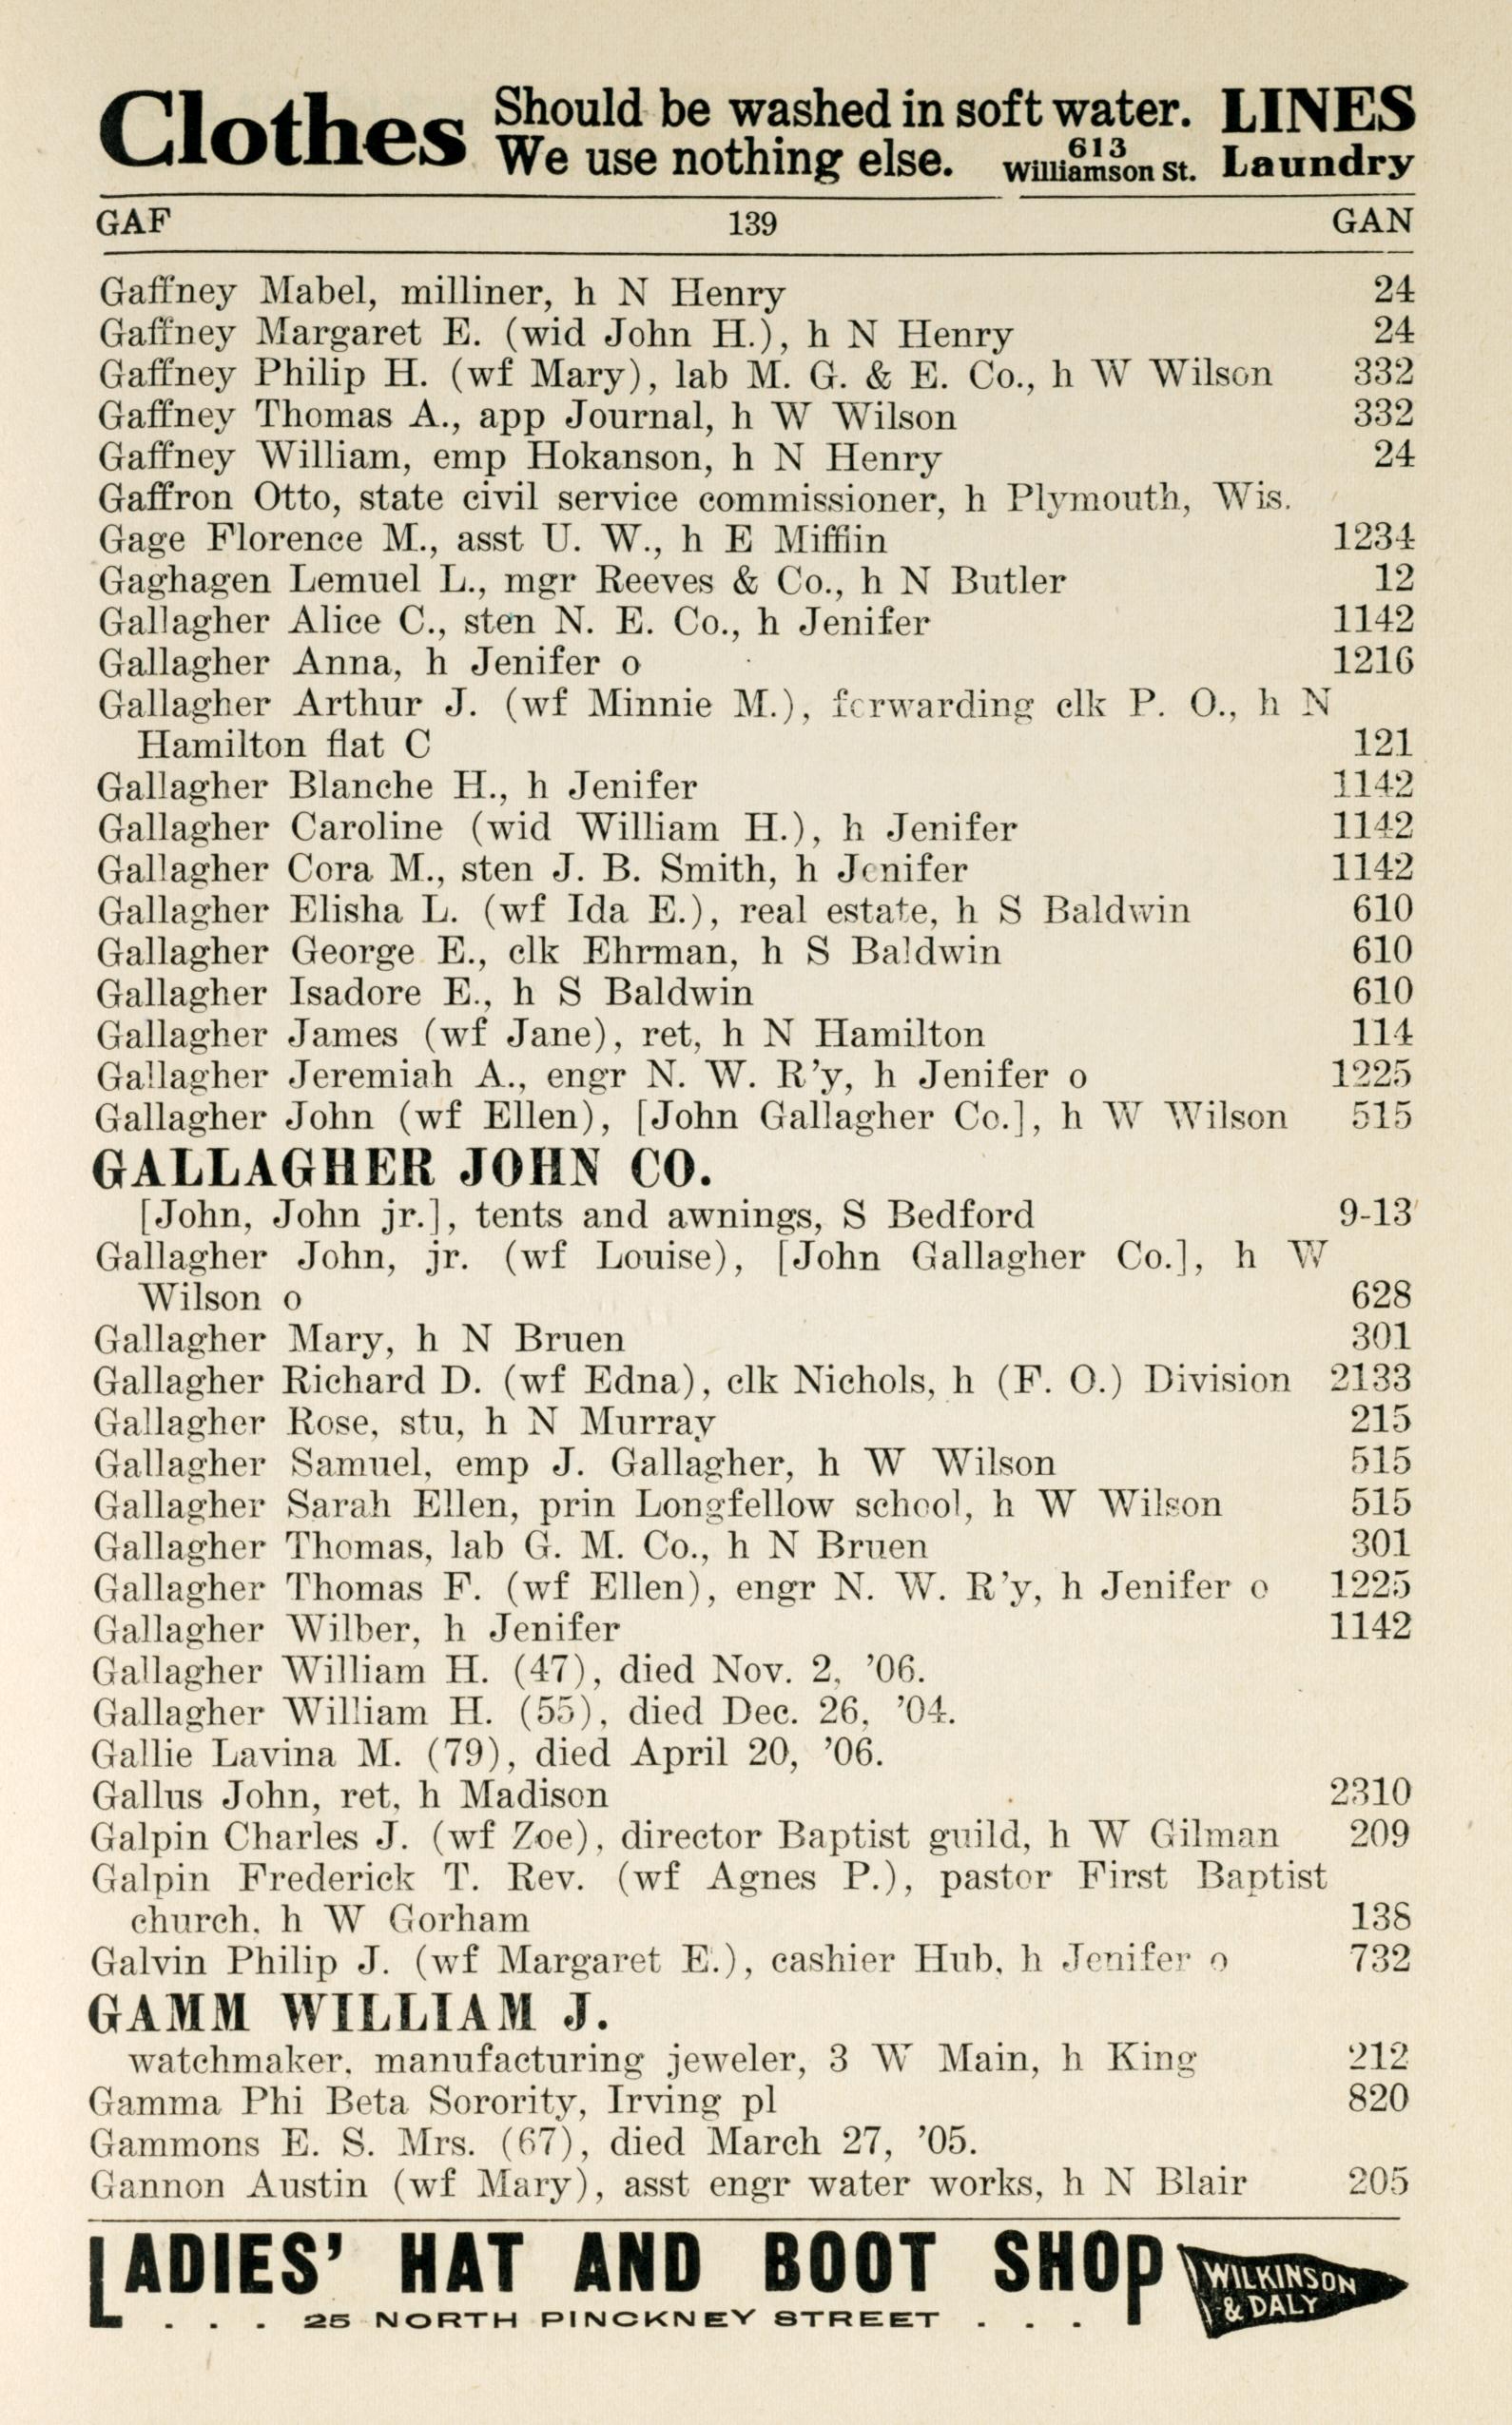 Clothes Should be washed in soft water. LINES
We use nothing else. 613 Williamson St. Laundry
GAF 139 GAN
Gaffney Mabel, milliner, h N Henry 24
Gaffney Margaret E. (wid John H.), h N Henry 24
Gaffney Philip H. (wf Mary), lab M. G. & E. Co., h W Wilson 332
Gaffney Thomas A., app Journal, h W Wilson 332
Gaffney William, emp Hokanson, h N Henry 24
Gaffron Otto, state civil service commissioner, h Plymouth, Wis.
Gage Florence M., asst U. W., h E Mifflin 1234
Gaghagen Lemuel L., mgr Reeves & Co., h N Butler 12
Gallagher Alice C., sten N. E. Co., h Jenifer 1142
Gallagher Anna, h Jenifer o 1216
Gallagher Arthur J. (wf Minnie M.), forwarding clk P. O., h N
Hamilton flat C 121
Gallagher Blanche H., h Jenifer 1142
Gallagher Caroline (wid William H.), h Jenifer 1142
Gallagher Cora M., sten J. B. Smith, h Jenifer 1142
Gallagher Elisha L. (wf Ida E.), real estate, h S Baldwin 610
Gallagher George E., clk Ehrman, h S Baldwin 610
Gallagher Isadore E., h S Baldwin 610
Gallagher James (wf Jane), ret, h N Hamilton 114
Gallagher Jeremiah A., engr N. W. R'y, h Jenifer o 1225
Gallagher John (wf Ellen), [John Gallagher Co.], h W Wilson 515
GALLAGHER JOHN CO.
[John, John jr.], tents and awnings, S Bedford 9-13
Gallagher John, jr. (wf Louise), [John Gallagher Co.], h W
Wilson o 628
Gallagher Mary, h N Bruen 301
Gallagher Richard D. (wf Edna), clk Nichols, h (F. O.) Division 2133
Gallagher Rose, stu, h N Murray 215
Gallagher Samuel, emp J. Gallagher, h W Wilson 515
Gallagher Sarah Ellen, prin Longfellow school, h W Wilson 515
Gallagher Thomas, lab G. M. Co., h N Bruen 301
Gallagher Thomas F. (wf Ellen), engr N. W. R'y, h Jenifer o 1225
Gallagher Wilber, h Jenifer 1142
Gallagher William H. (47), died Nov. 2, '06.
Gallagher William H. (55), died Dec. 26, '04.
Gallie Lavina M. (79), died April 20, '06.
Gallus John, ret, h Madison 2310
Galpin Charles J. (wf Zoe), director Baptist guild, h W Gilman 209
Galpin Frederick T. Rev. (wf Agnes P.), pastor First Baptist
church, h W Gorham 138
Galvin Philip J. (wf Margaret E.), cashier Hub, h Jenifer o 732
GAMM WILLIAM J.
watchmaker, manufacturing jeweler, 3 W Main, h King 212
Gamma Phi Beta Sorority, Irving pl 820
Gammons E. S. Mrs. (67), died March 27, '05.
Gannon Austin (wf Mary), asst engr water works, h N Blair 205
LADIES' HAT AND BOOT SHOP WILKINSON & DALY
. . . 25 NORTH PINCKNEY STREET . . .